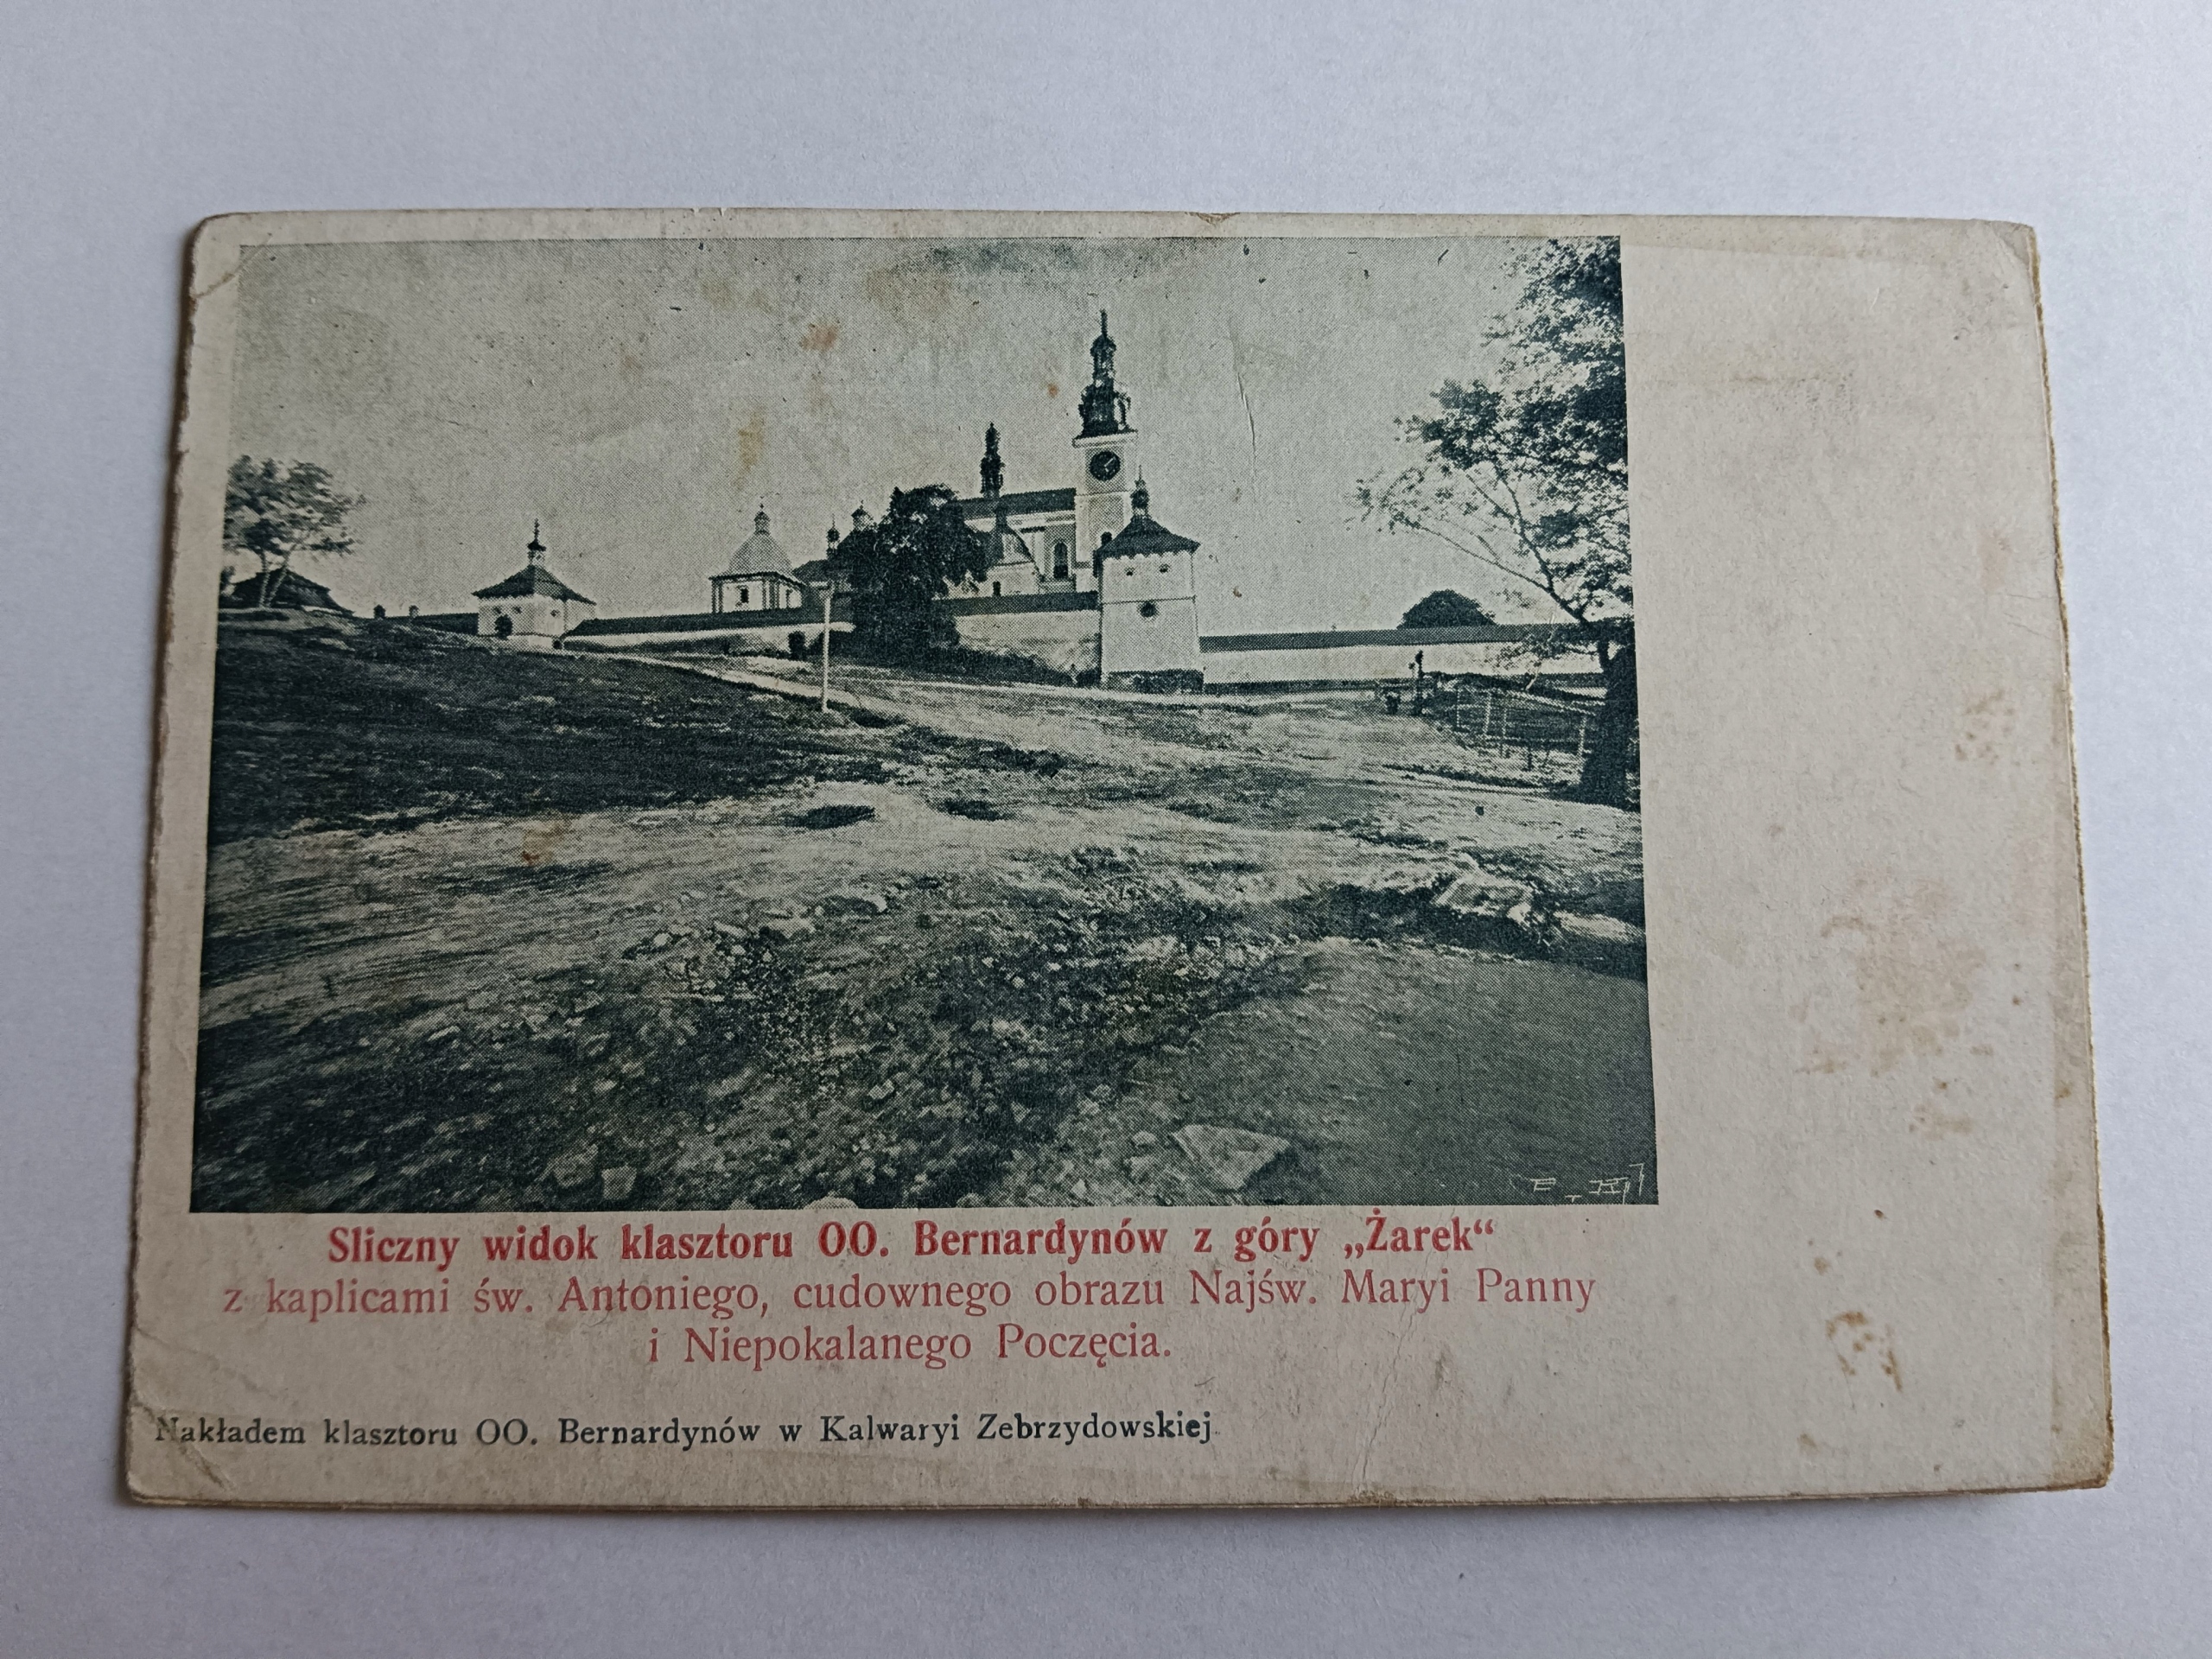 Sliczny widok klasztoru OO. Bernardynów z góry „Żarek“
z kaplicami św. Antoniego, cudownego obrazu Najśw. Maryi Panny
i Niepokalanego Poczęcia.
Nakładem klasztoru OO. Bernardynów w Kalwaryi Zebrzydowskiej.